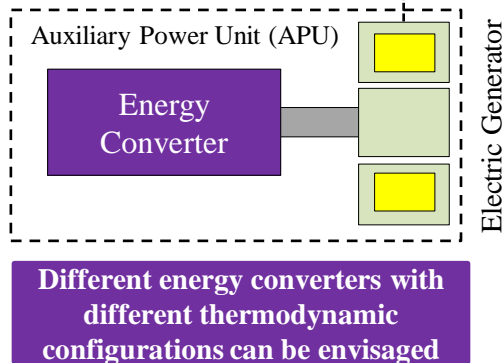 Auxiliary Power Unit (APU)
Energy
Converter
Electric Generator
Different energy converters with
different thermodynamic
configurations can be envisaged